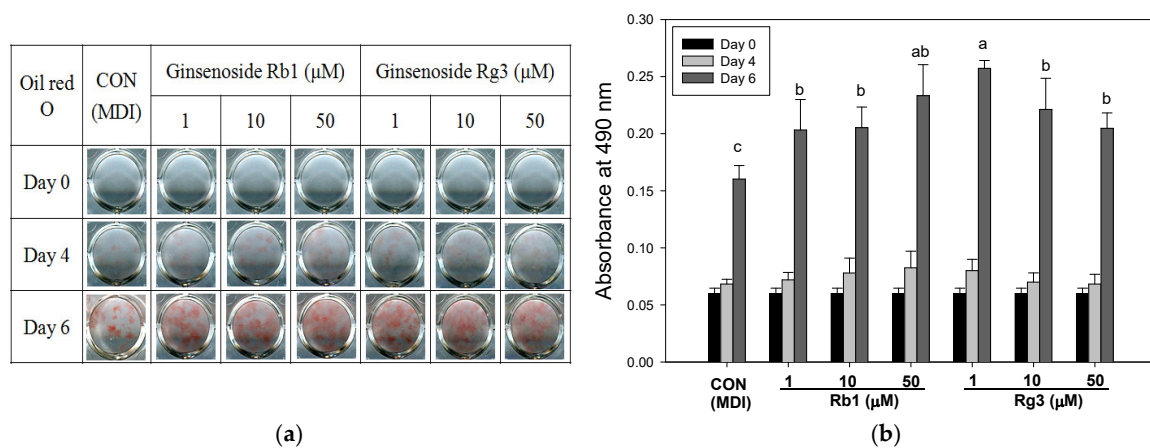 Oil red
O
CON
(MDI)
Ginsenoside Rb1 (μM)
Ginsenoside Rg3 (μM)
1
10
50
1
10
50
Day 0
Day 4
Day 6
(a)
0.30
0.25
0.20
0.15
0.10
0.05
0.00
Absorbance at 490 nm
Day 0
Day 4
Day 6
c
b
b
ab
a
b
b
CON
(MDI)
1
10
50
Rb1 (μM)
1
10
50
Rg3 (μM)
(b)